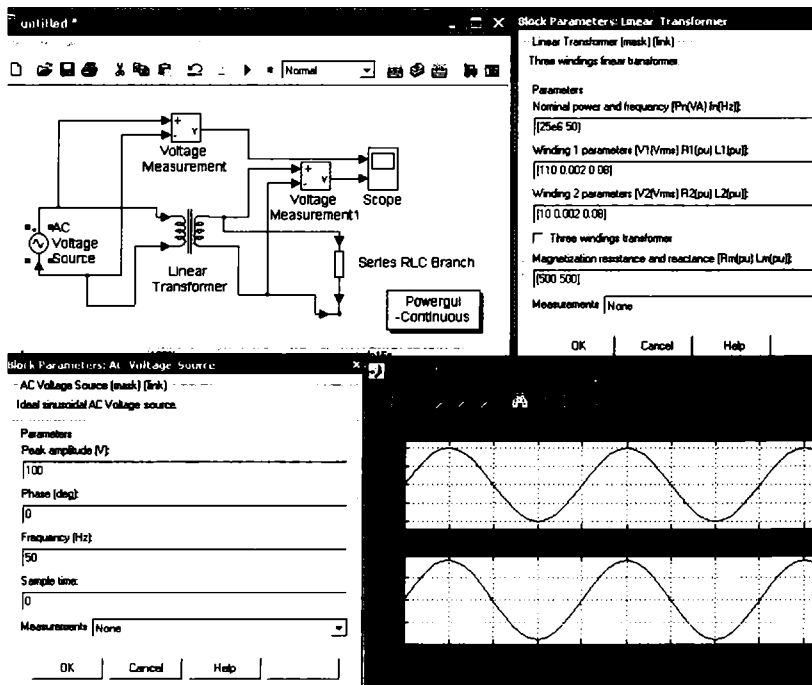 untitled *
Normal
Voltage
Measurement
Voltage
Measurement1
Scope
AC
Voltage
Source
Linear
Transformer
Series RLC Branch
Powergui
-Continuous
Block Parameters: Linear Transformer
Linear Transformer (mask) (link)
Three windings linear transformer.
Parameters
Nominal power and frequency [Pn(VA) fn(Hz)]:
[25e6 50]
Winding 1 parameters [V1(Vrms) R1(pu) L1(pu)]:
[110 0.002 0.08]
Winding 2 parameters [V2(Vrms) R2(pu) L2(pu)]:
[10 0.002 0.08]
Three windings transformer
Magnetization resistance and reactance [Rm(pu) Lm(pu)]:
[500 500]
Measurements None
OK Cancel Help
Block Parameters: AC Voltage Source
AC Voltage Source (mask) (link)
Ideal sinusoidal AC Voltage source.
Parameters
Peak amplitude (V):
100
Phase (deg):
0
Frequency (Hz):
50
Sample time:
0
Measurements None
OK Cancel Help